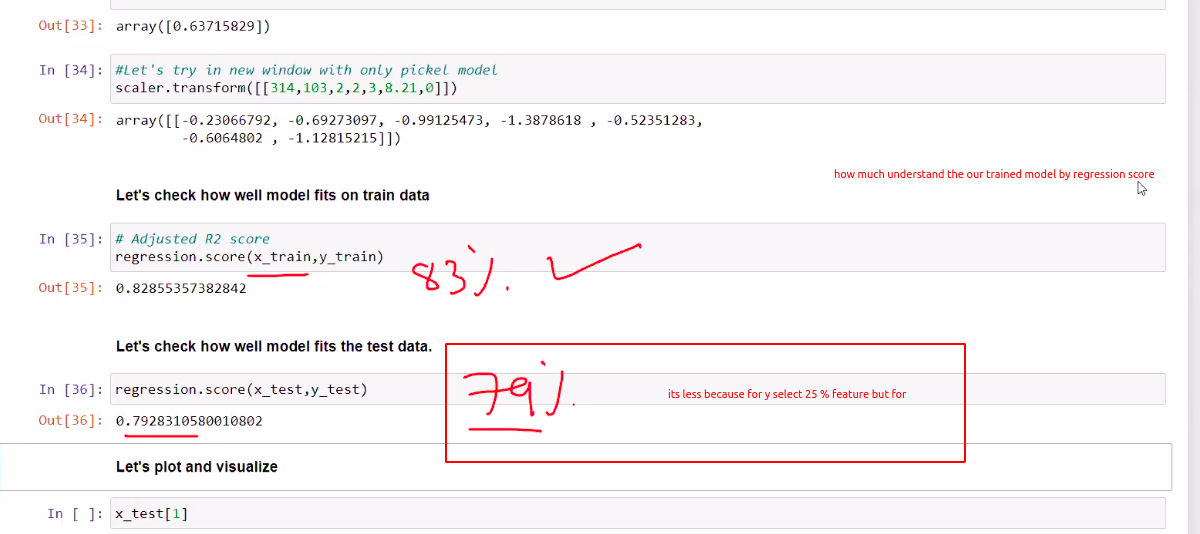 Out[33]: array([0.63715829])
In [34]: #Let's try in new window with only pickel model
scaler.transform([[314,103,2,2,3,8.21,0]])
Out[34]: array([[-0.23066792, -0.69273097, -0.99125473, -1.3878618 , -0.52351283,
-0.6064802 , -1.12815215]])
how much understand the our trained model by regression score
Let's check how well model fits on train data
In [35]: # Adjusted R2 score
regression.score(x_train,y_train)
83%.
Out[35]: 0.82855357382842
Let's check how well model fits the test data.
In [36]: regression.score(x_test,y_test)
79%.
its less because for y select 25 % feature but for
Out[36]: 0.7928310580010802
Let's plot and visualize
In [ ]: x_test[1]